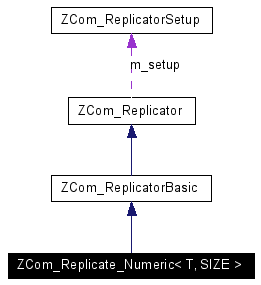 ZCom_ReplicatorSetup
m_setup
ZCom_Replicator
ZCom_ReplicatorBasic
ZCom_Replicate_Numeric< T, SIZE >